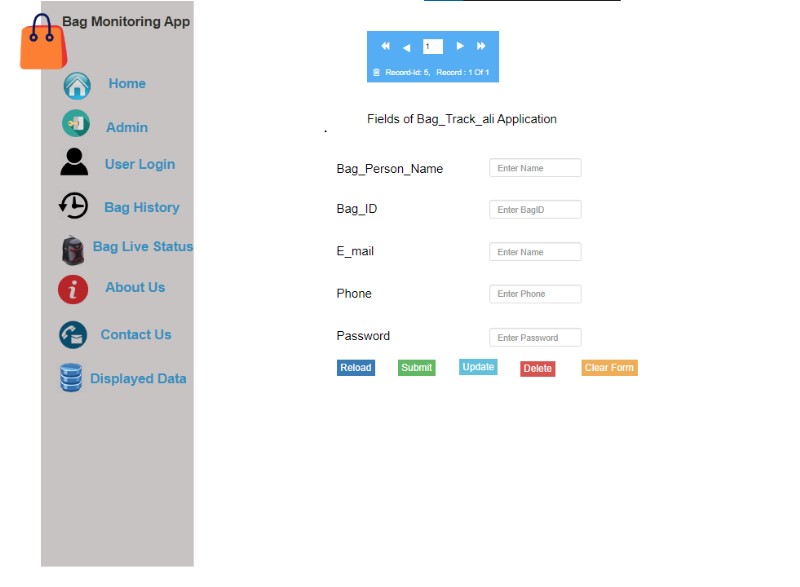 Bag Monitoring App
Home
Admin
User Login
Bag History
Bag Live Status
About Us
Contact Us
Displayed Data
1
Record-Id: 5, Record : 1 Of 1
Fields of Bag_Track_ali Application
.
Bag_Person_Name Enter Name
Bag_ID Enter BagID
E_mail Enter Name
Phone Enter Phone
Password Enter Password
Reload Submit Update Delete Clear Form